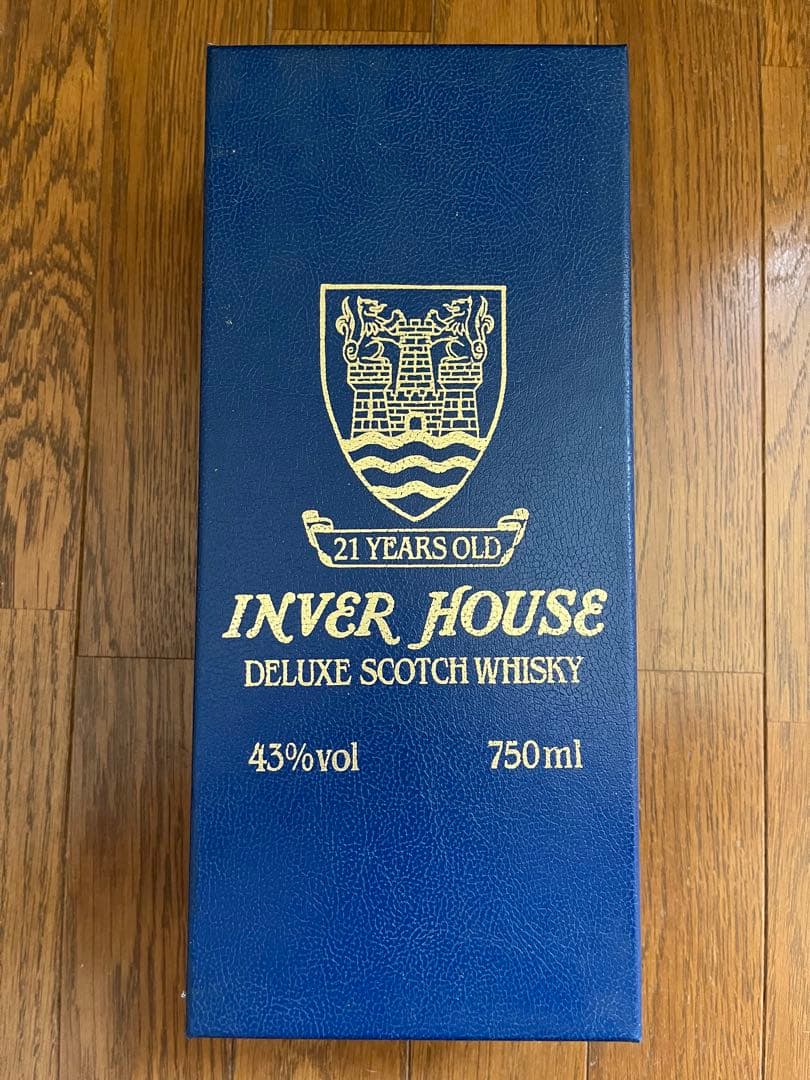 21 YEARS OLD
INVER HOUSE
DELUXE SCOTCH WHISKY
43%vol 750ml